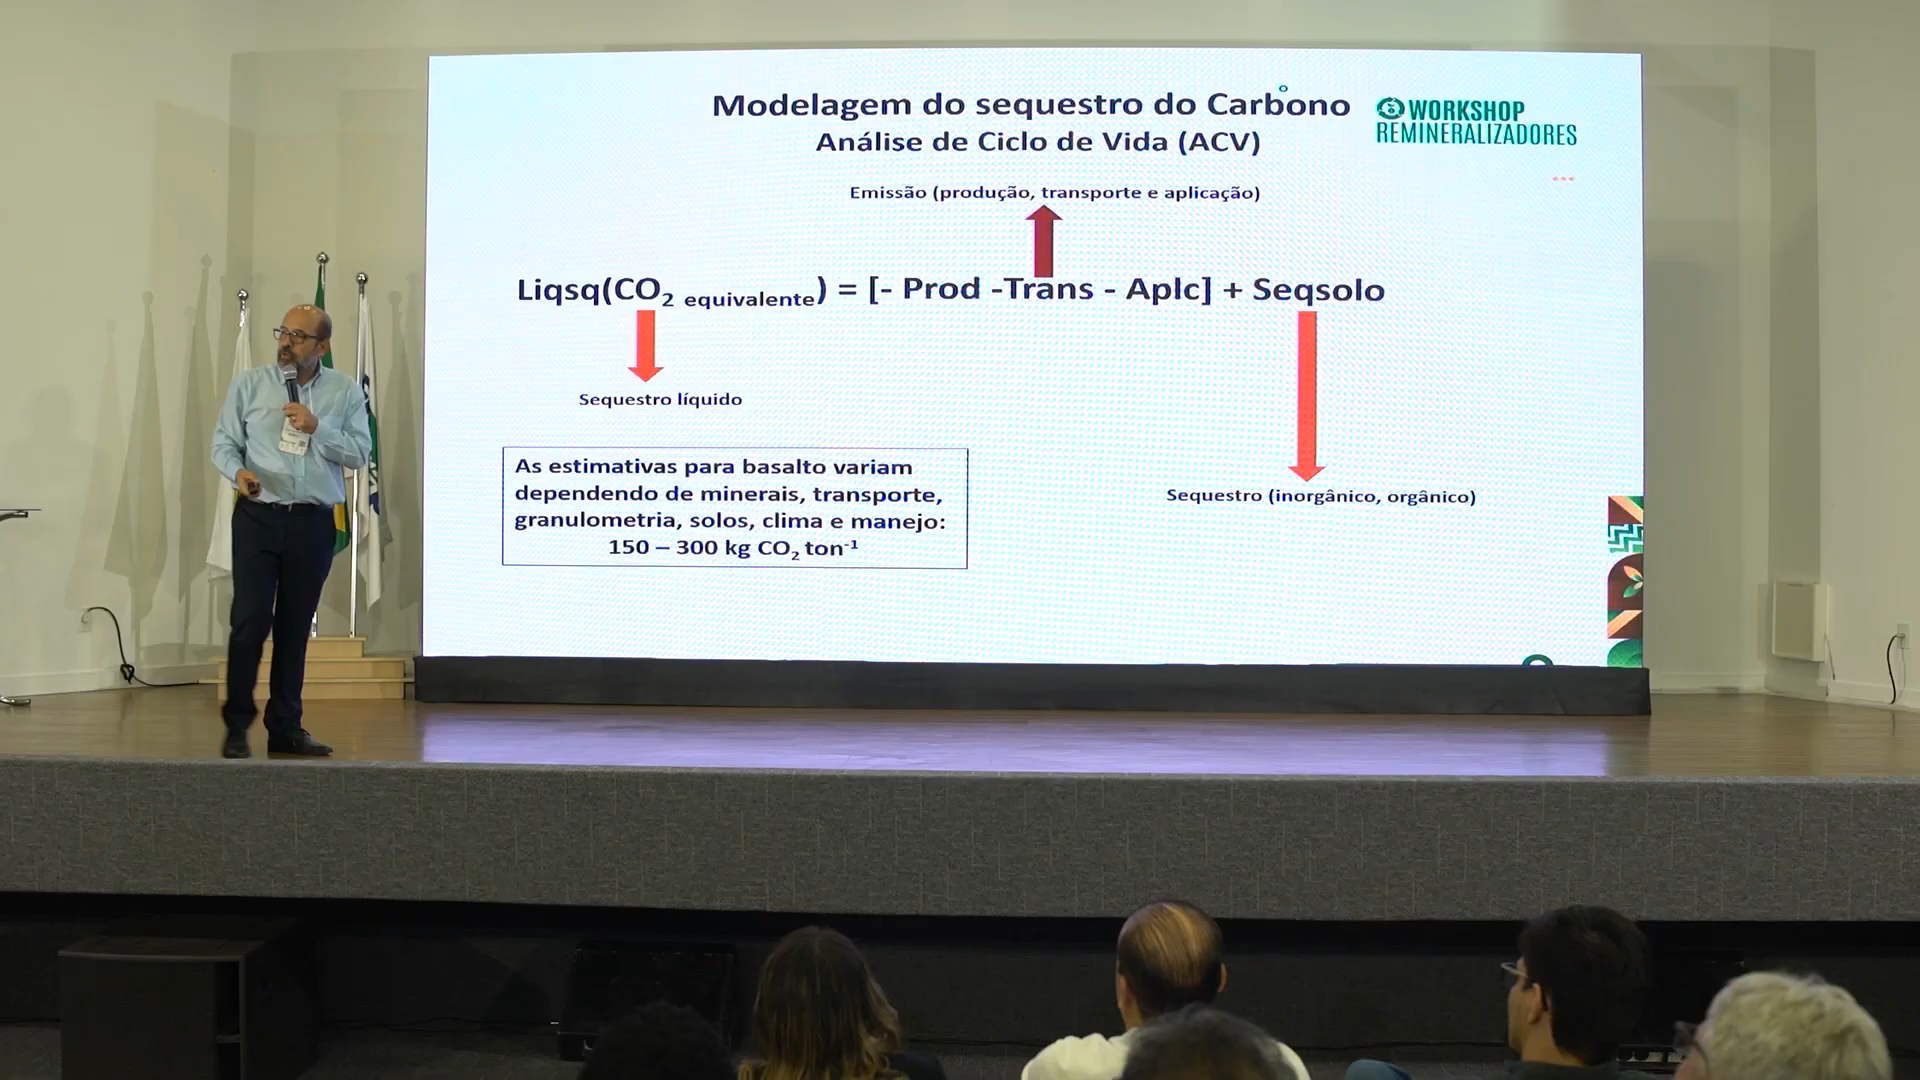 Modelagem do sequestro do Carbono
Análise de Ciclo de Vida (ACV)
WORKSHOP
REMINERALIZADORES
Emissão (produção, transporte e aplicação)
Liqsq(CO₂ equivalente) = [- Prod -Trans - Aplc] + Seqsolo
Sequestro líquido
As estimativas para basalto variam
dependendo de minerais, transporte,
granulometria, solos, clima e manejo:
150 – 300 kg CO₂ ton⁻¹
Sequestro (inorgânico, orgânico)